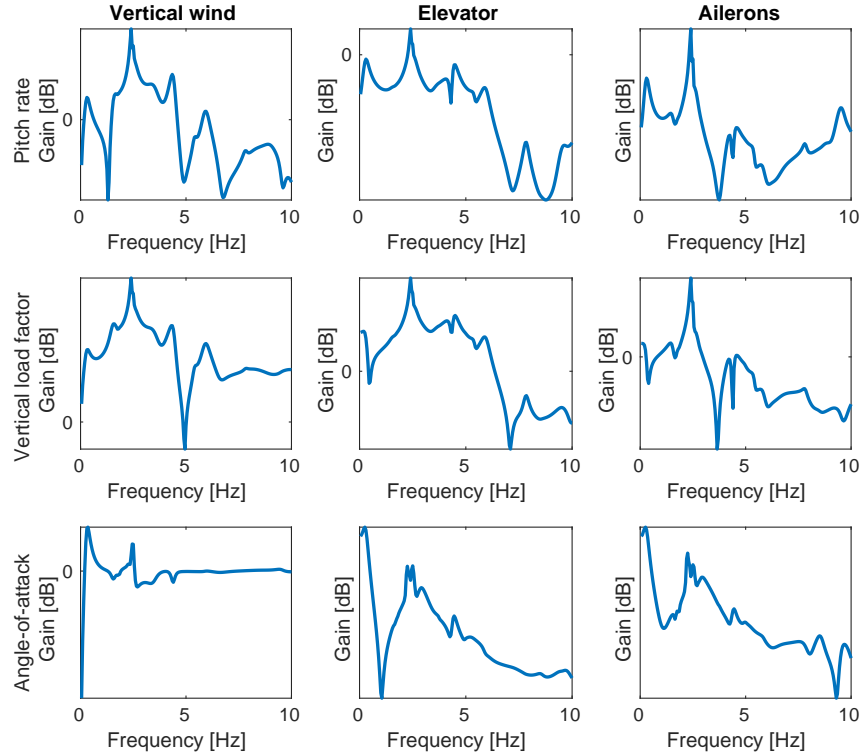 Vertical wind
Elevator
Ailerons
Pitch rate
Gain [dB]
0
0 5 10
Frequency [Hz]
Gain [dB]
0
0 5 10
Frequency [Hz]
Gain [dB]
0
0 5 10
Frequency [Hz]
Vertical load factor
Gain [dB]
0
0 5 10
Frequency [Hz]
Gain [dB]
0
0 5 10
Frequency [Hz]
Gain [dB]
0
0 5 10
Frequency [Hz]
Angle-of-attack
Gain [dB]
0
0 5 10
Frequency [Hz]
Gain [dB]
0 5 10
Frequency [Hz]
Gain [dB]
0 5 10
Frequency [Hz]